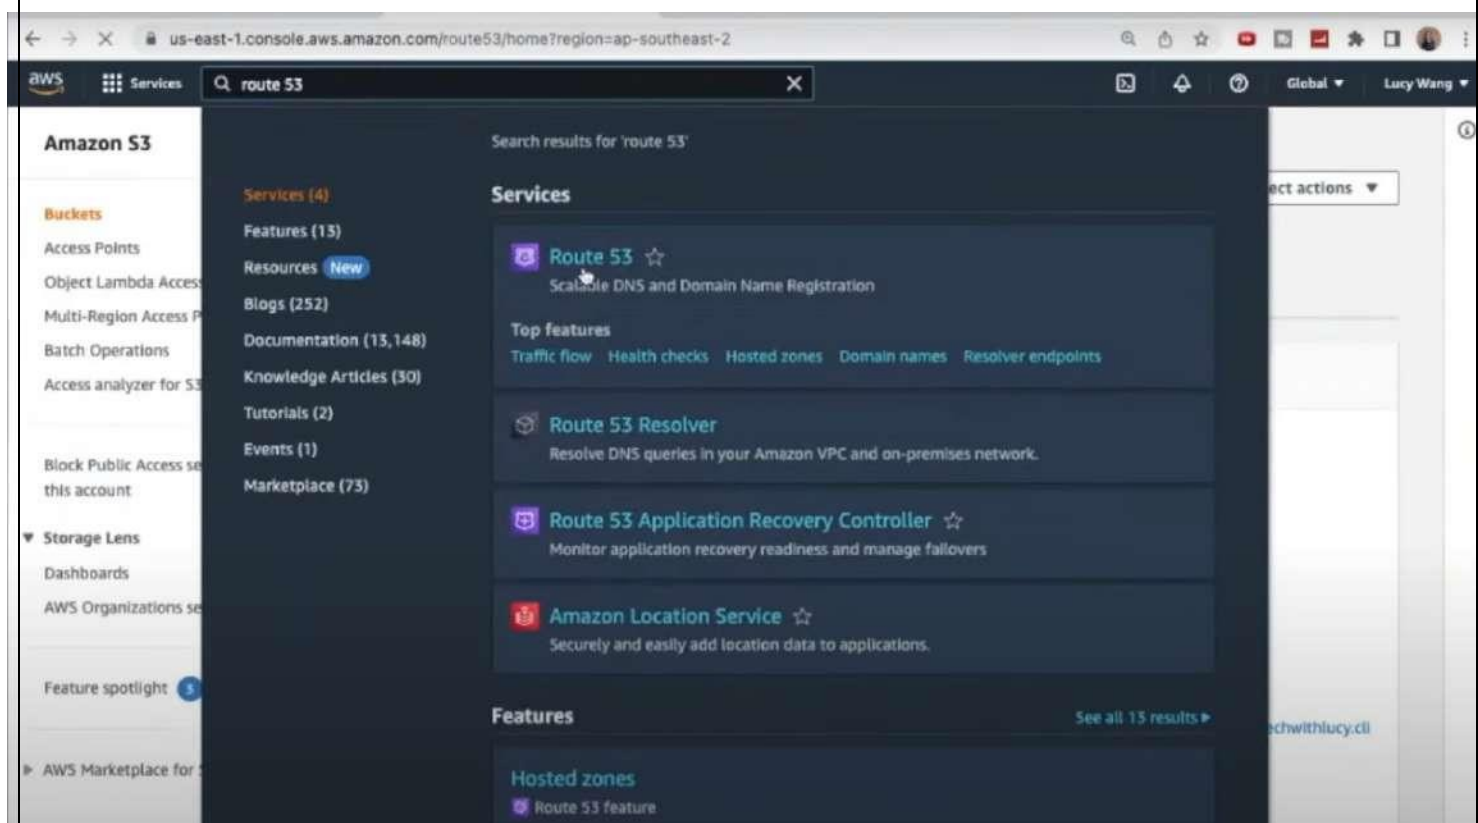 us-east-1.console.aws.amazon.com/route53/home?region=ap-southeast-2
aws
Services
route 53
Global
Lucy Wang
Amazon S3
Buckets
Access Points
Object Lambda Access
Multi-Region Access P
Batch Operations
Access analyzer for S3
Block Public Access se
this account
Storage Lens
Dashboards
AWS Organizations se
Feature spotlight 3
AWS Marketplace for
Search results for 'route 53'
Services (4)
Features (13)
Resources New
Blogs (252)
Documentation (13,148)
Knowledge Articles (30)
Tutorials (2)
Events (1)
Marketplace (73)
Services
Route 53
Scalable DNS and Domain Name Registration
Top features
Traffic flow Health checks Hosted zones Domain names Resolver endpoints
Route 53 Resolver
Resolve DNS queries in your Amazon VPC and on-premises network.
Route 53 Application Recovery Controller
Monitor application recovery readiness and manage failovers
Amazon Location Service
Securely and easily add location data to applications.
Features
See all 13 results
Hosted zones
Route 53 feature
ect actions
echwithlucy.cli